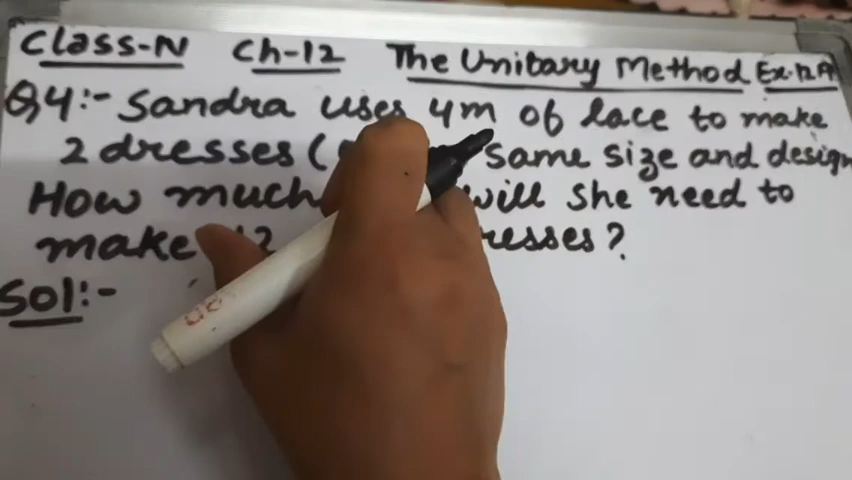 Class-IV Ch-12 The Unitary Method Ex.12A
Q4:- Sandra uses 4m of lace to make
2 dresses ( same size and design
How much will she need to
make 12 resses?
Sol:-